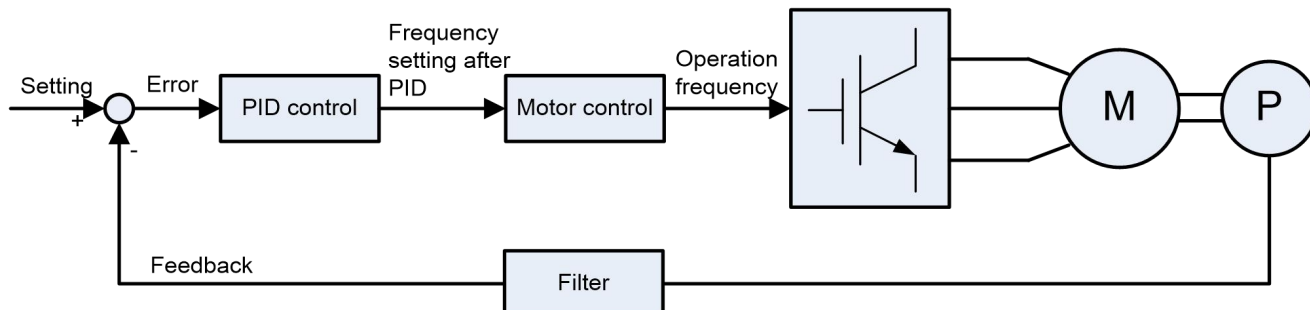 Setting
+
-
Error
PID control
Frequency
setting after
PID
Motor control
Operation
frequency
M
P
Feedback
Filter